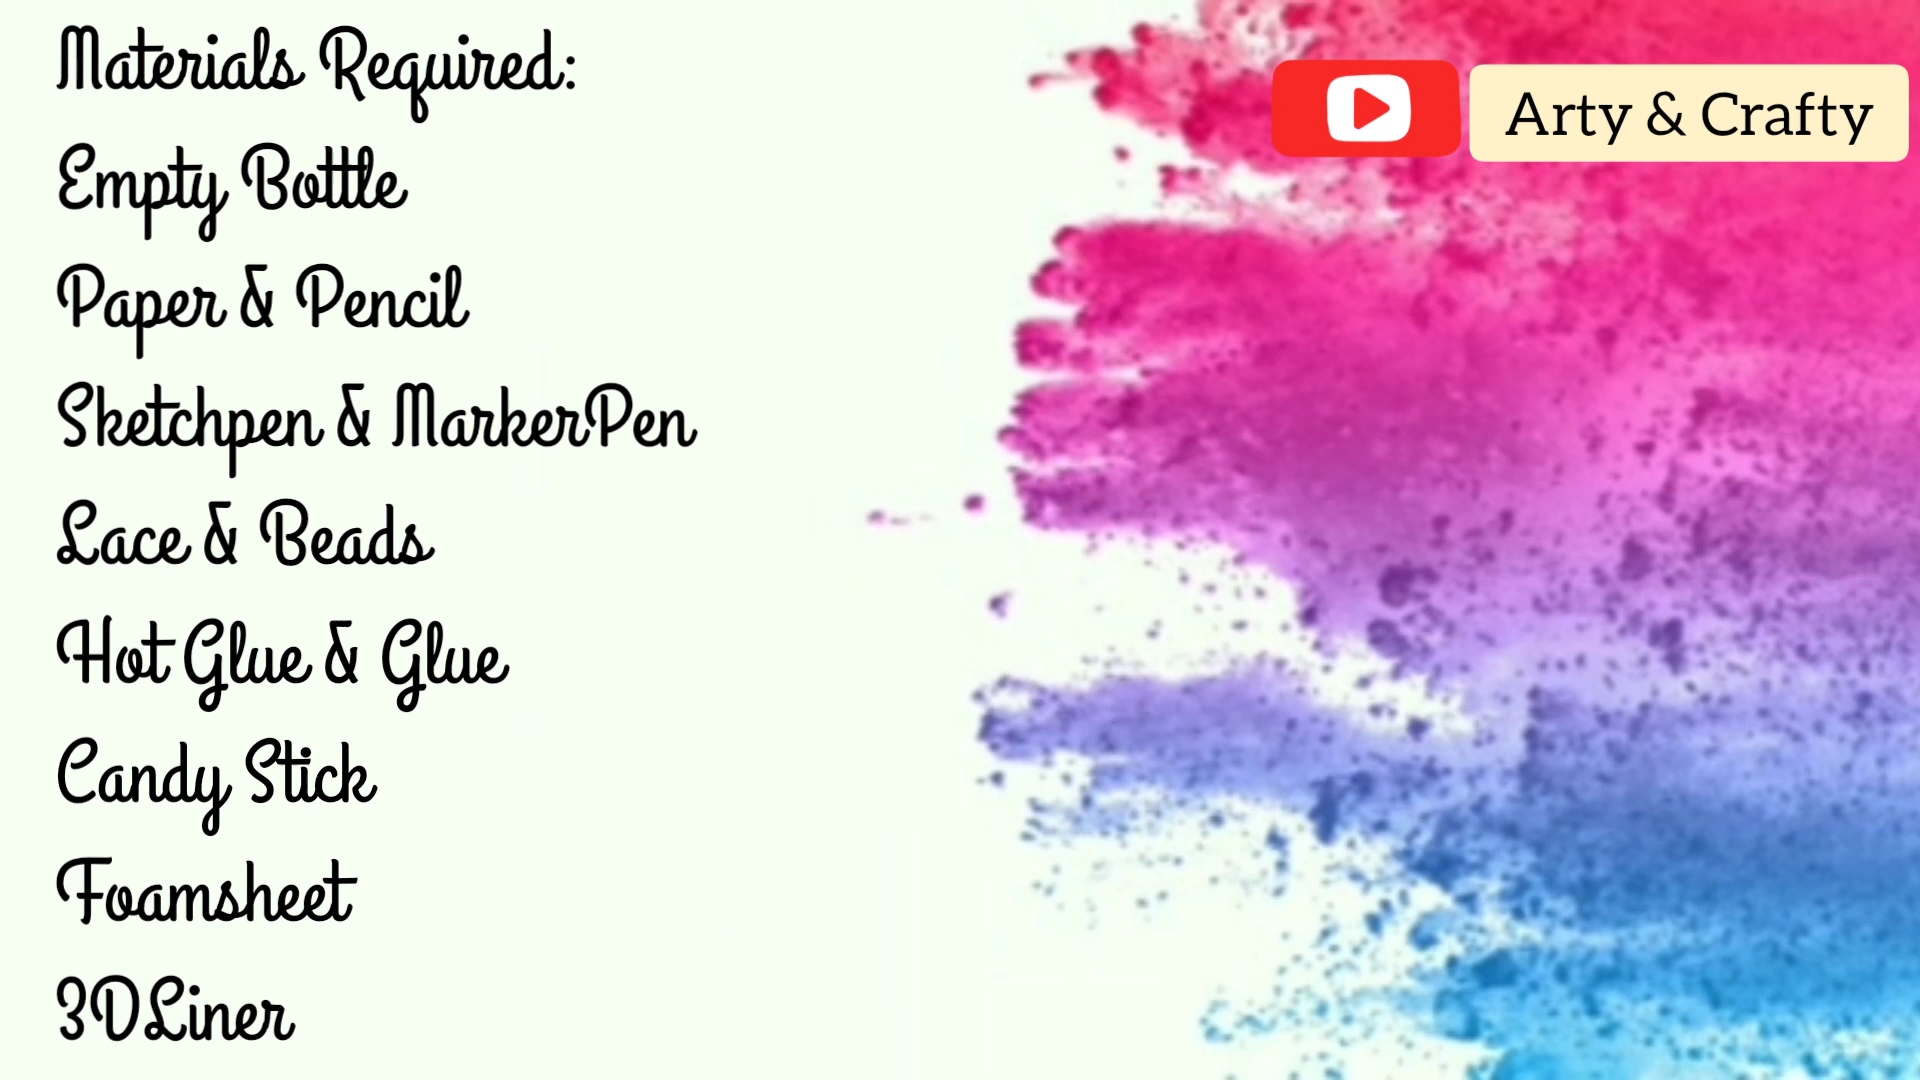 Materials Required:
Empty Bottle
Paper & Pencil
Sketchpen & MarkerPen
Lace & Beads
Hot Glue & Glue
Candy Stick
Foamsheet
3DLiner
Arty & Crafty